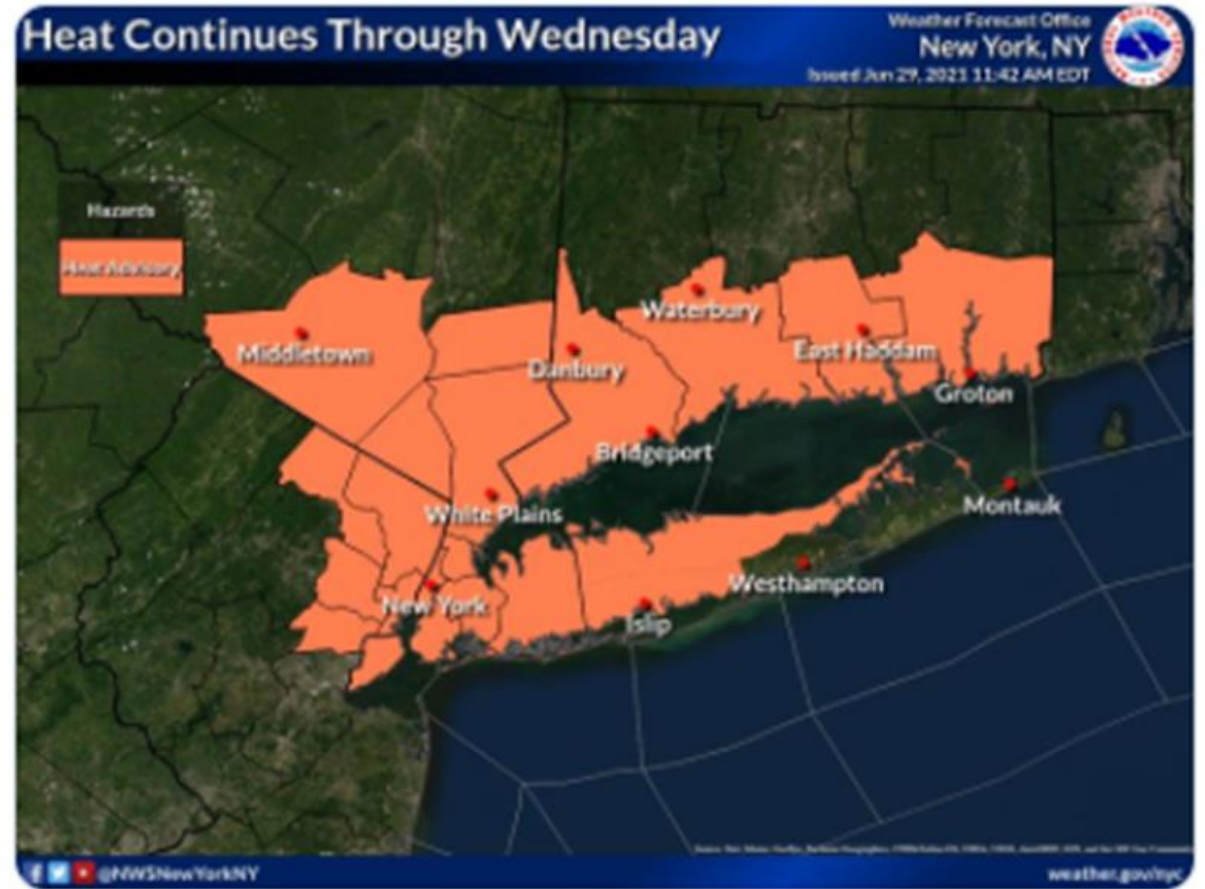 Heat Continues Through Wednesday
Weather Forecast Office
New York, NY
Issued Jun 29, 2021 11:42 AM EDT
Hazards
Heat Advisory
Waterbury
Middletown
Danbury
East Haddam
Groton
Bridgeport
White Plains
Montauk
Westhampton
New York
Islip
@NWSNewYorkNY
weather.gov/nyc